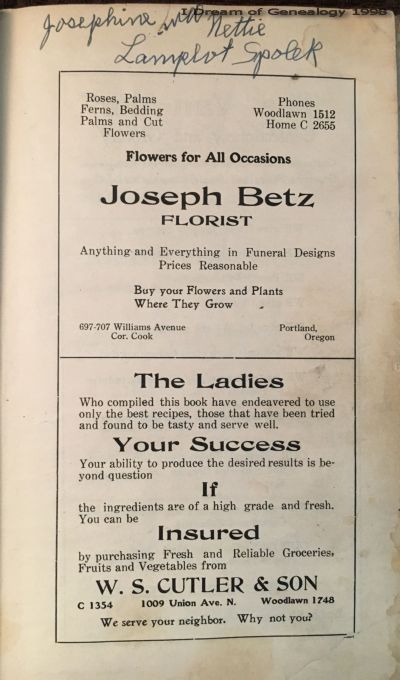 I Dream of Genealogy 1998
Josephine and Nettie
Lamplot Spolek
Roses, Palms
Ferns, Bedding
Palms and Cut
Flowers
Phones
Woodlawn 1512
Home C 2655
Flowers for All Occasions
Joseph Betz
FLORIST
Anything and Everything in Funeral Designs
Prices Reasonable
Buy your Flowers and Plants
Where They Grow
697-707 Williams Avenue
Cor. Cook
Portland,
Oregon
The Ladies
Who compiled this book have endeavered to use
only the best recipes, those that have been tried
and found to be tasty and serve well.
Your Success
Your ability to produce the desired results is be-
yond question
If
the ingredients are of a high grade and fresh.
You can be
Insured
by purchasing Fresh and Reliable Groceries,
Fruits and Vegetables from
W. S. CUTLER & SON
C 1354 1009 Union Ave. N. Woodlawn 1748
We serve your neighbor. Why not you?